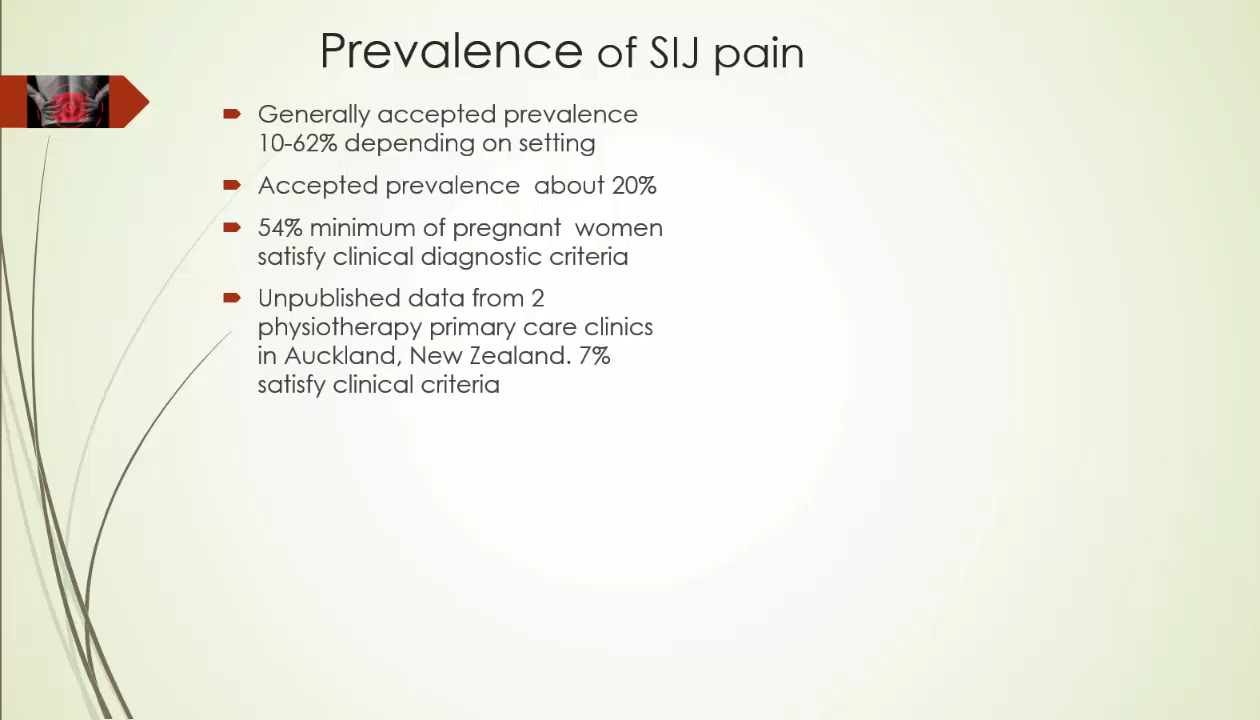 Prevalence of SIJ pain
Generally accepted prevalence
10-62% depending on setting
Accepted prevalence  about 20%
54% minimum of pregnant  women
satisfy clinical diagnostic criteria
Unpublished data from 2
physiotherapy primary care clinics
in Auckland, New Zealand. 7%
satisfy clinical criteria